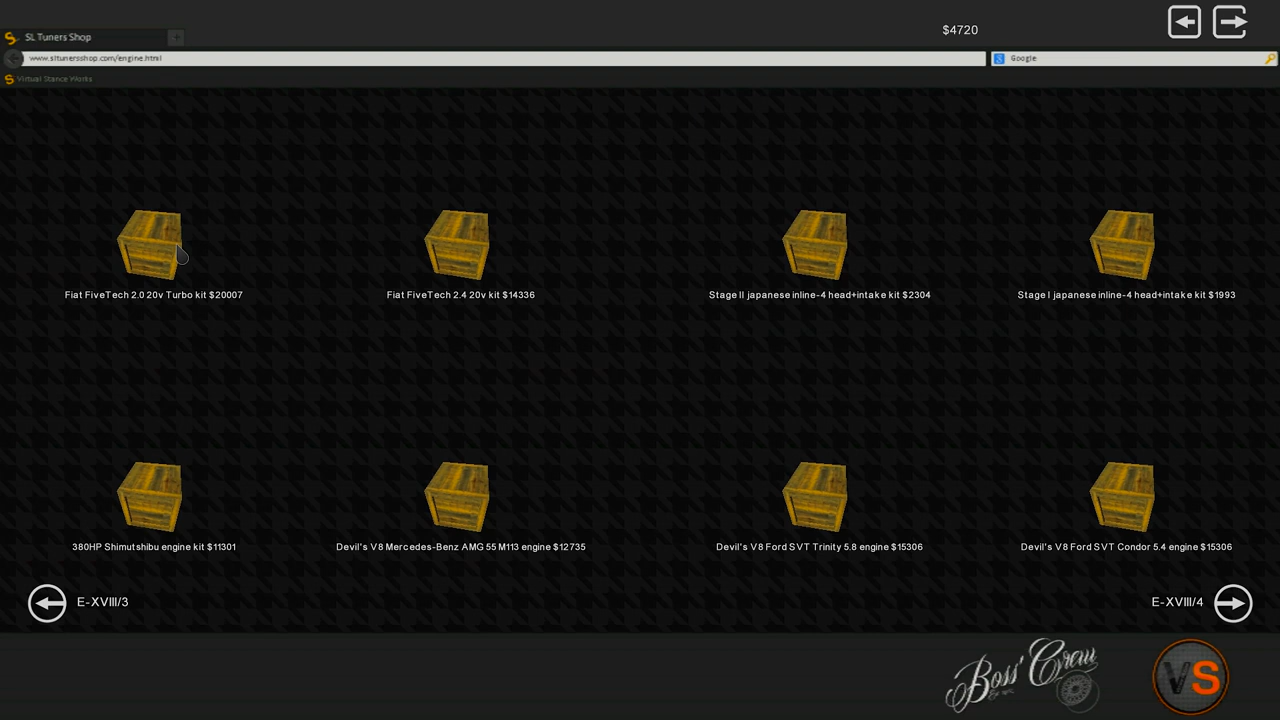 $4720
SL Tuners Shop
www.sltunersshop.com/engine.html
Google
Virtual Stance Works
Fiat FiveTech 2.0 20v Turbo kit $20007
Fiat FiveTech 2.4 20v kit $14336
Stage II japanese inline-4 head+intake kit $2304
Stage I japanese inline-4 head+intake kit $1993
380HP Shimutshibu engine kit $11301
Devil's V8 Mercedes-Benz AMG 55 M113 engine $12735
Devil's V8 Ford SVT Trinity 5.8 engine $15306
Devil's V8 Ford SVT Condor 5.4 engine $15306
E-XVIII/3
E-XVIII/4
Boss' Crew
VS